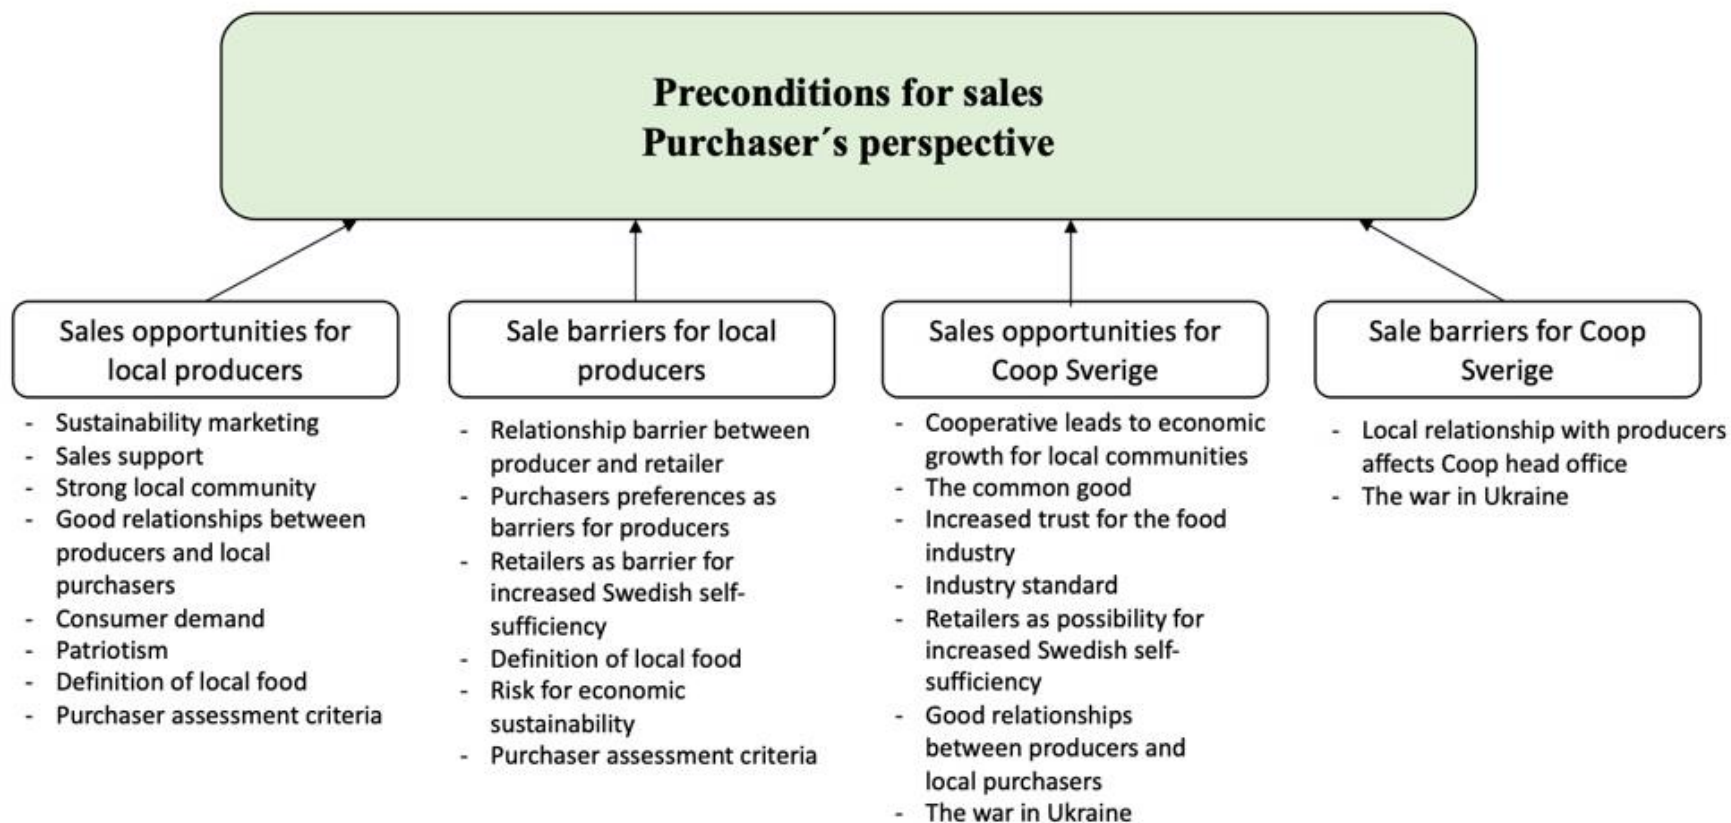 Preconditions for sales
Purchaser´s perspective
Sales opportunities for
local producers
- Sustainability marketing
- Sales support
- Strong local community
- Good relationships between
producers and local
purchasers
- Consumer demand
- Patriotism
- Definition of local food
- Purchaser assessment criteria
Sale barriers for local
producers
- Relationship barrier between
producer and retailer
- Purchasers preferences as
barriers for producers
- Retailers as barrier for
increased Swedish self-
sufficiency
- Definition of local food
- Risk for economic
sustainability
- Purchaser assessment criteria
Sales opportunities for
Coop Sverige
- Cooperative leads to economic
growth for local communities
- The common good
- Increased trust for the food
industry
- Industry standard
- Retailers as possibility for
increased Swedish self-
sufficiency
- Good relationships
between producers and
local purchasers
- The war in Ukraine
Sale barriers for Coop
Sverige
- Local relationship with producers
affects Coop head office
- The war in Ukraine